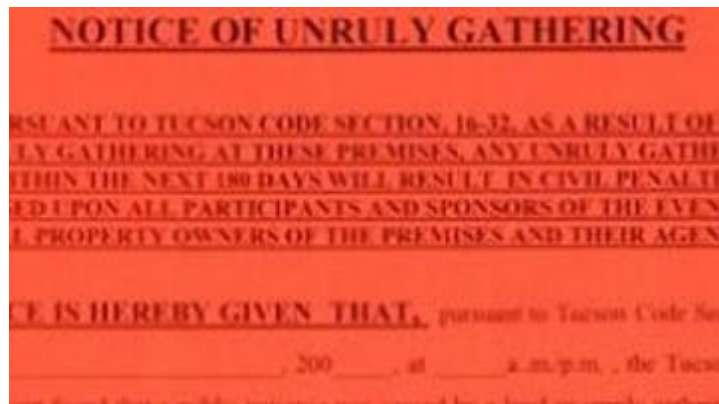 NOTICE OF UNRULY GATHERING
RSUANT TO TUCSON CODE SECTION, 16-32, AS A RESULT OF
LY GATHERING AT THESE PREMISES, ANY UNRULY GATHE
THIN THE NEXT 180 DAYS WILL RESULT IN CIVIL PENALT
ED UPON ALL PARTICIPANTS AND SPONSORS OF THE EVEN
L PROPERTY OWNERS OF THE PREMISES AND THEIR AGEN
CE IS HEREBY GIVEN THAT, pursuant to Tucson Code Se
, 200 , at a.m./p.m. , the Tucso